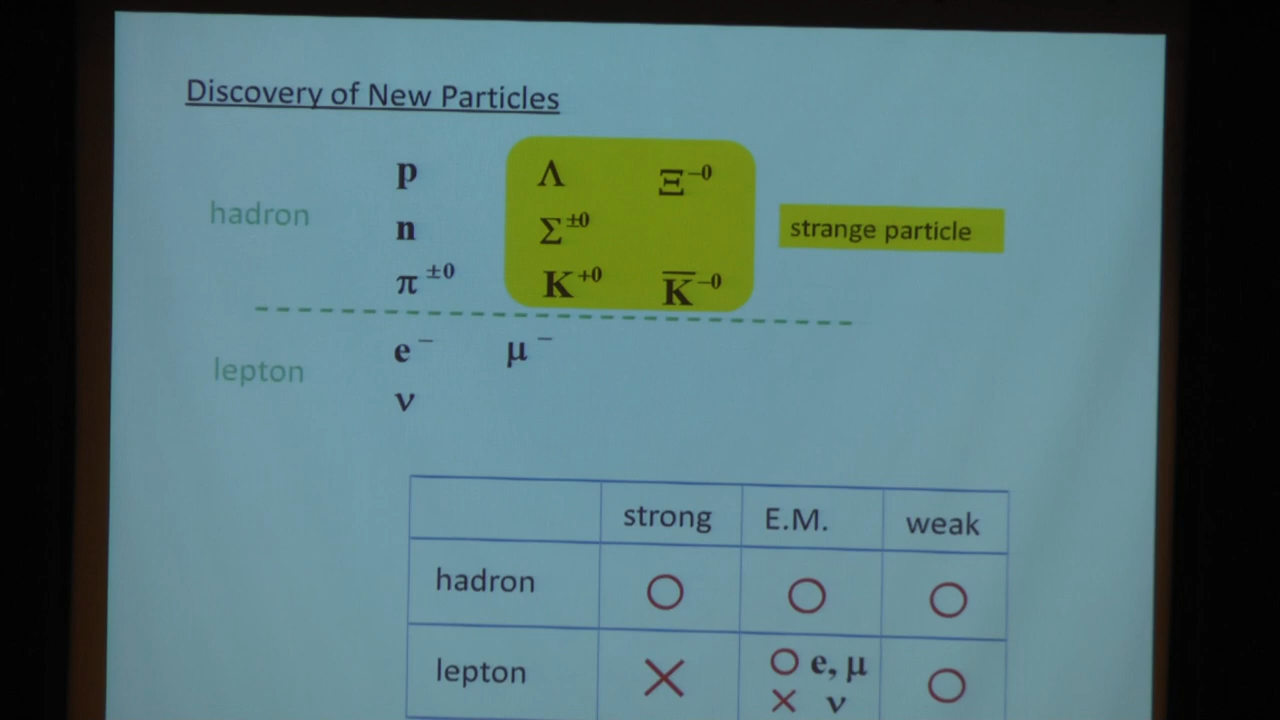 Discovery of New Particles
p Λ Ξ⁻⁰
hadron n Σ^±0 strange particle
π^±0 K⁺⁰ K̅⁻⁰
lepton e⁻ μ⁻
ν
strong E.M. weak
hadron ○ ○ ○
lepton × ○ e, μ ○
× ν